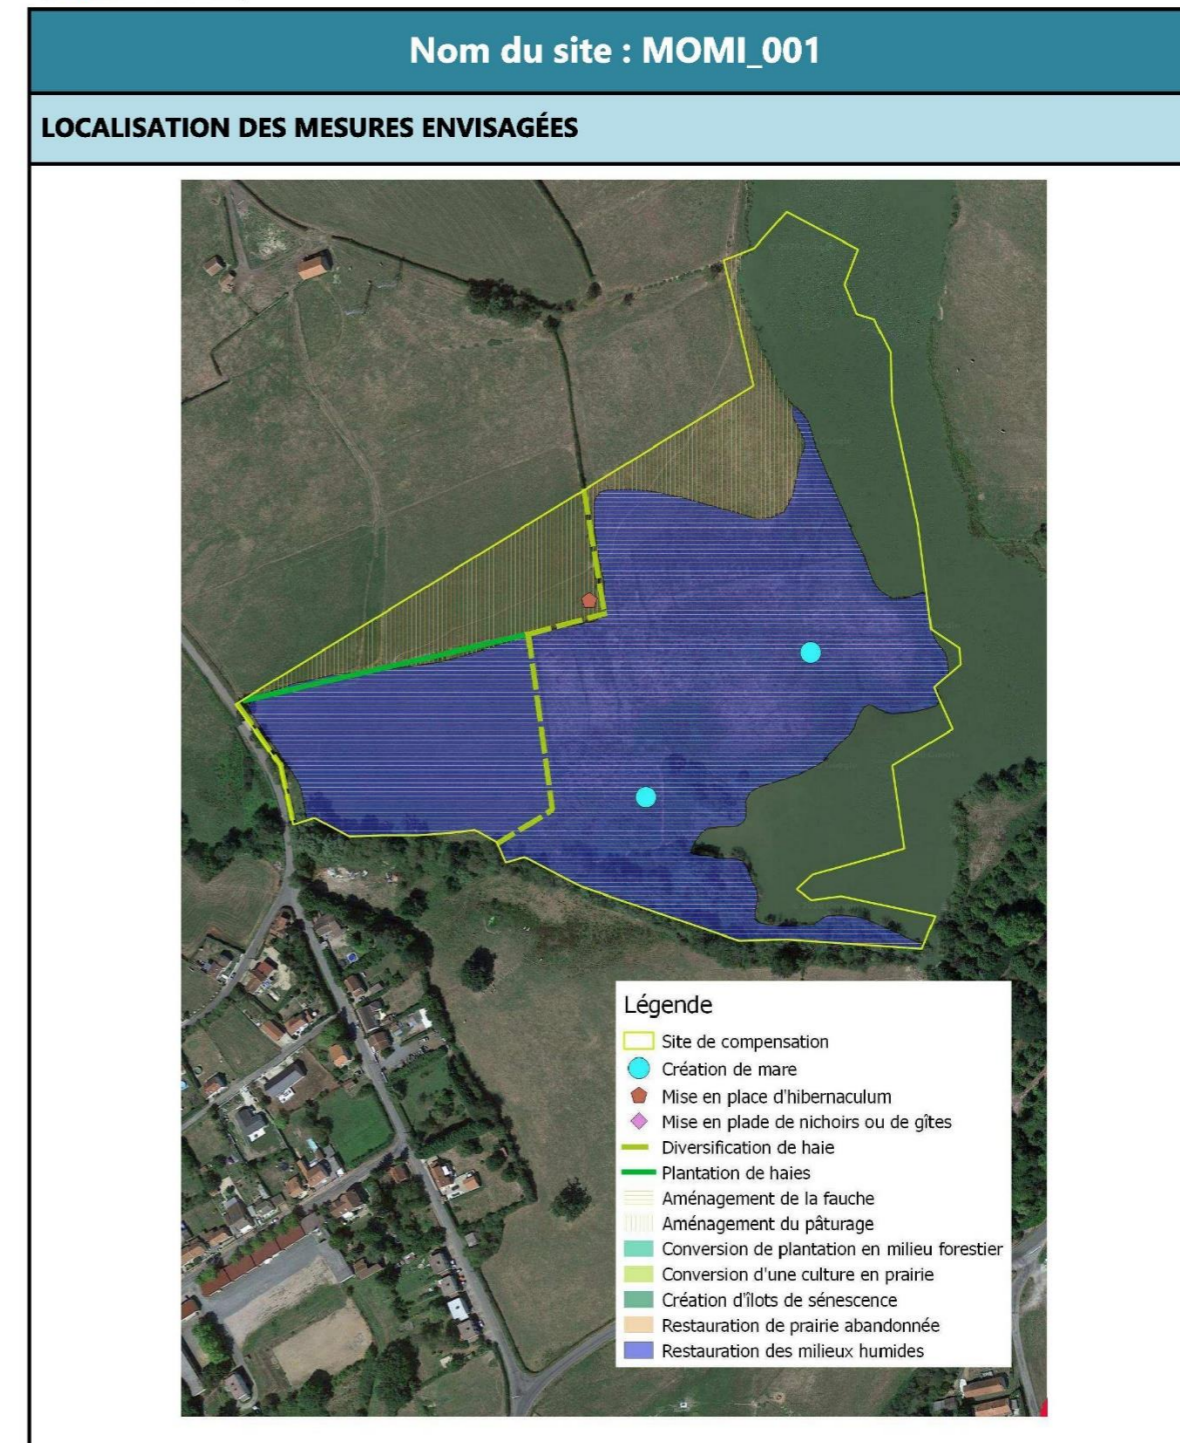 Nom du site : MOMI_001
LOCALISATION DES MESURES ENVISAGÉES
Légende
Site de compensation
Création de mare
Mise en place d'hibernaculum
Mise en plade de nichoirs ou de gîtes
Diversification de haie
Plantation de haies
Aménagement de la fauche
Aménagement du pâturage
Conversion de plantation en milieu forestier
Conversion d'une culture en prairie
Création d'îlots de sénescence
Restauration de prairie abandonnée
Restauration des milieux humides